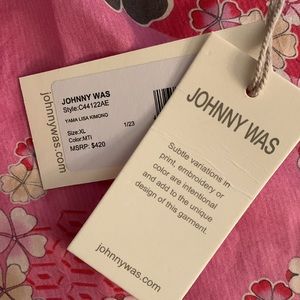 JOHNNY WAS
Style:C44122AE
YAMA LISA KIMONO
1/23
Size:XL
Color:MTI
MSRP: $420
johnnywas.com
JOHNNY WAS
Subtle variations in
print, embroidery or
color are intentional
and add to the unique
design of this garment.
johnnywas.com